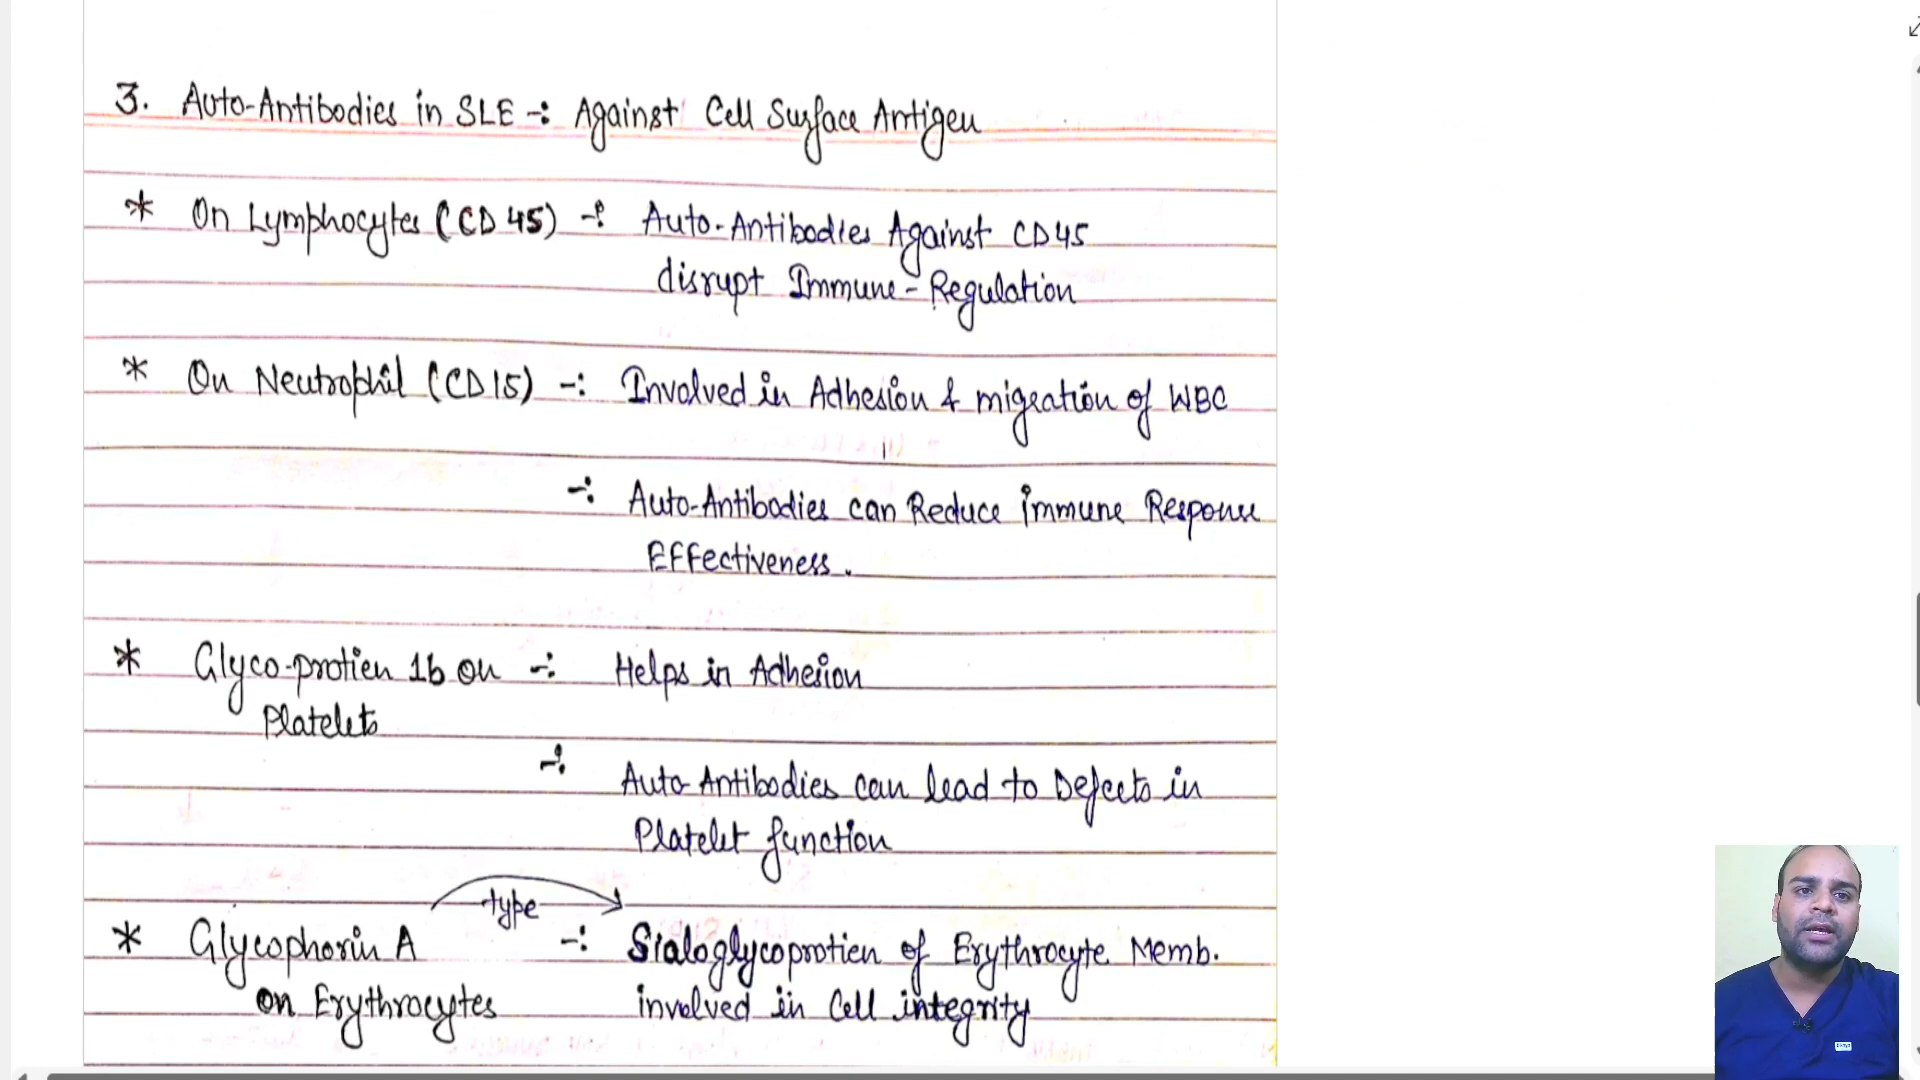 3. Auto-Antibodies in SLE -: Against Cell Surface Antigen
* On Lymphocytes (CD 45) -: Auto-Antibodies Against CD45
disrupt Immune-Regulation
* On Neutrophil (CD15) -: Involved in Adhesion & migration of WBC
-: Auto-Antibodies can Reduce immune Response
Effectiveness.
* Glyco-protien 1b on -: Helps in Adhesion
Platelets
-: Auto Antibodies can lead to Defects in
Platelet function
type
* Glycophorin A -: Sialoglycoprotien of Erythrocyte Memb.
on Erythrocytes involved in Cell integrity